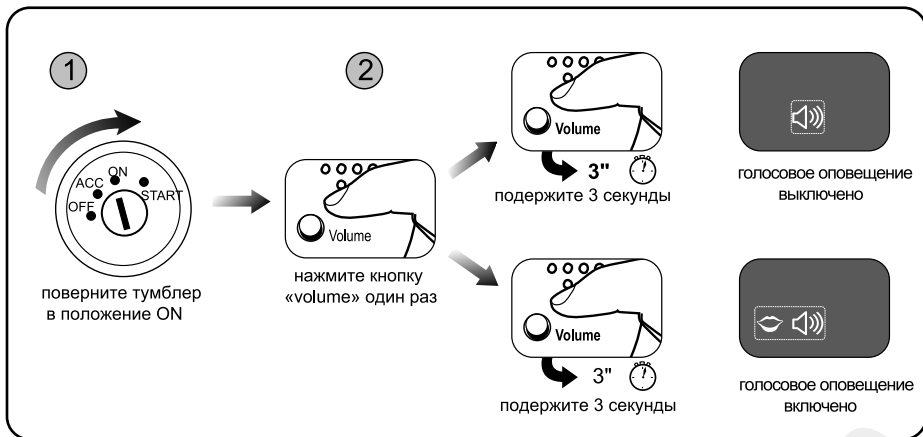 1
2
OFF
ACC
ON
START
поверните тумблер
в положение ON
Volume
нажмите кнопку
«volume» один раз
Volume
3"
подержите 3 секунды
голосовое оповещение
выключено
Volume
3"
подержите 3 секунды
голосовое оповещение
включено